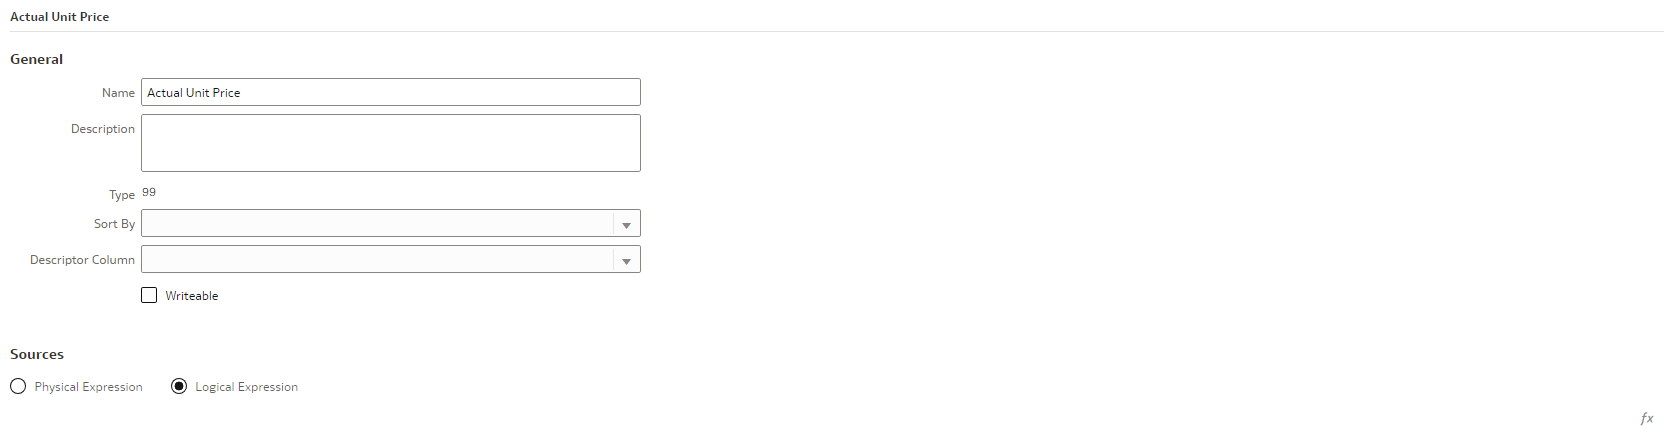 Actual Unit Price
General
Name Actual Unit Price
Description
Type 99
Sort By
Descriptor Column
Writeable
Sources
Physical Expression Logical Expression
fx